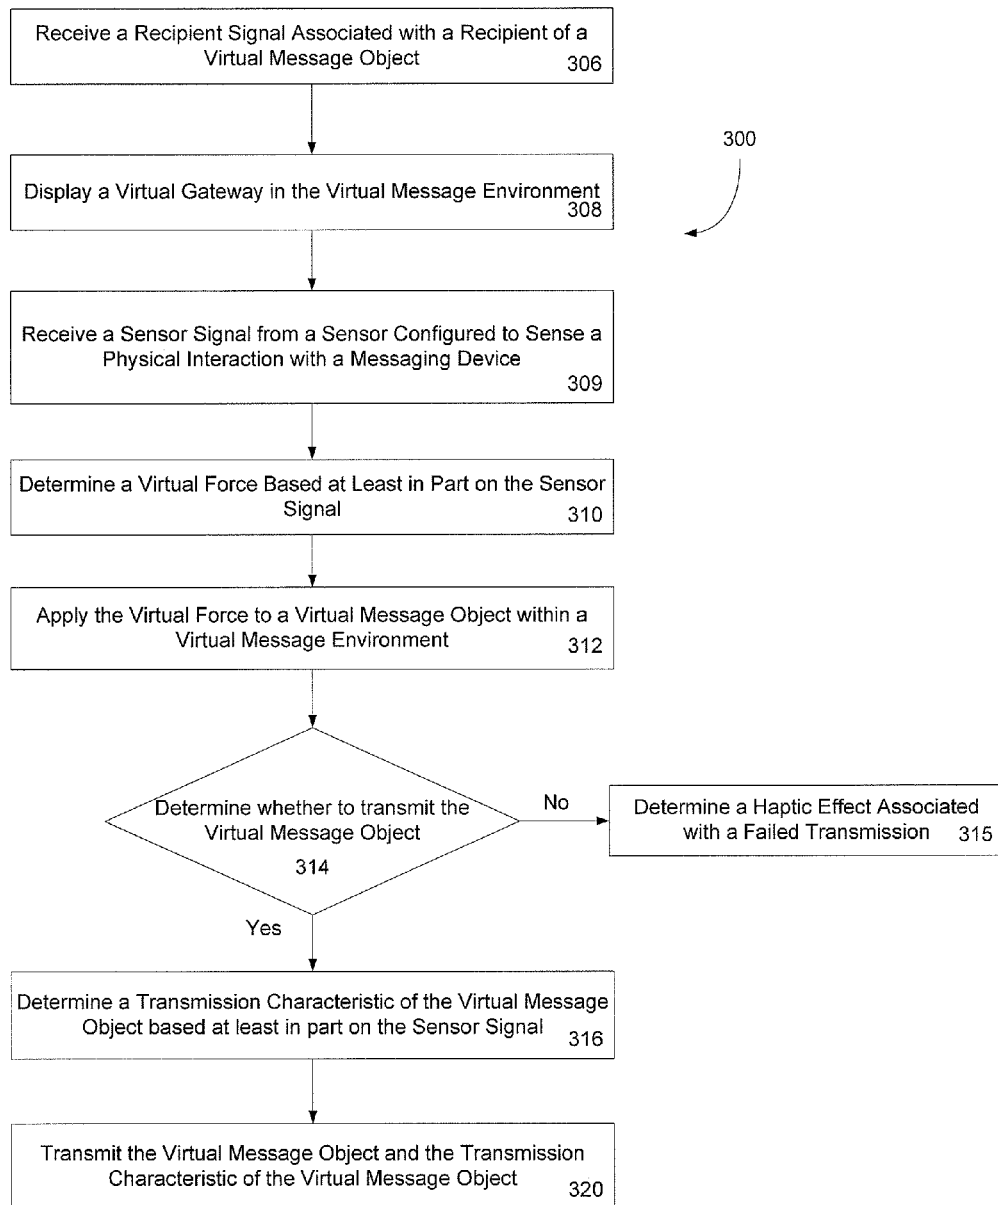 Receive a Recipient Signal Associated with a Recipient of a
Virtual Message Object
306
300
Display a Virtual Gateway in the Virtual Message Environment
308
Receive a Sensor Signal from a Sensor Configured to Sense a
Physical Interaction with a Messaging Device
309
Determine a Virtual Force Based at Least in Part on the Sensor
Signal
310
Apply the Virtual Force to a Virtual Message Object within a
Virtual Message Environment
312
Determine whether to transmit the
Virtual Message Object
314
No
Determine a Haptic Effect Associated
with a Failed Transmission
315
Yes
Determine a Transmission Characteristic of the Virtual Message
Object based at least in part on the Sensor Signal
316
Transmit the Virtual Message Object and the Transmission
Characteristic of the Virtual Message Object
320